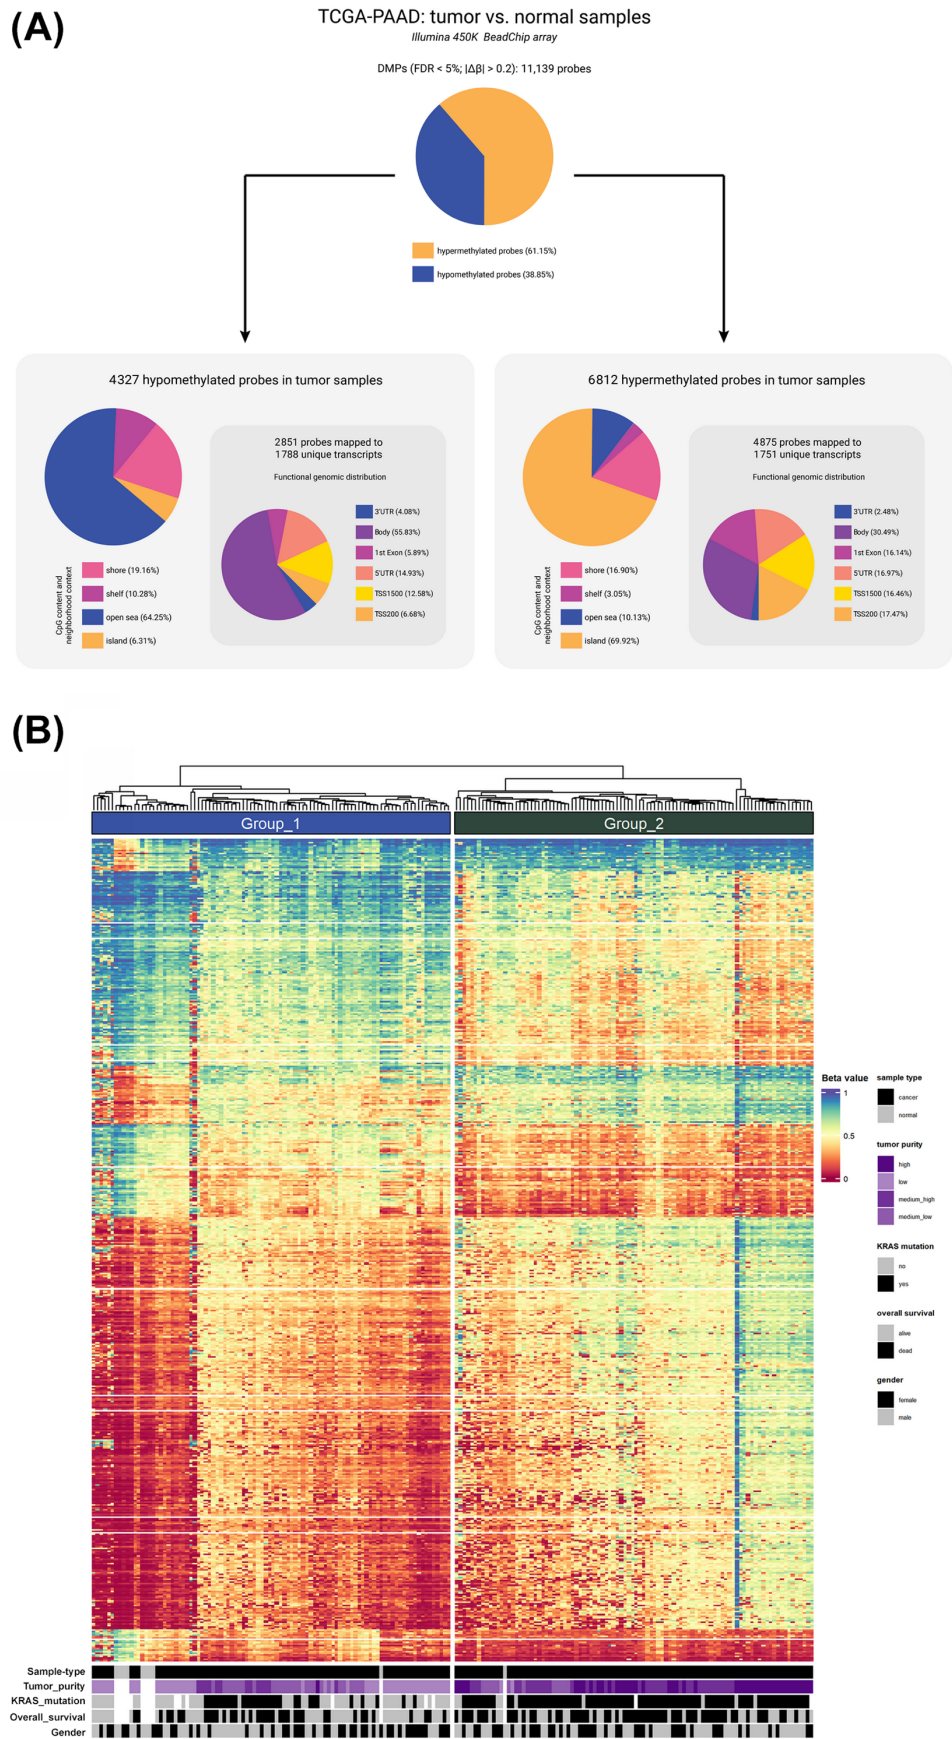 (A)
TCGA-PAAD: tumor vs. normal samples
Illumina 450K BeadChip array
DMPs (FDR < 5%; |Δβ| > 0.2): 11,139 probes
hypermethylated probes (61.15%)
hypomethylated probes (38.85%)
4327 hypomethylated probes in tumor samples
2851 probes mapped to
1788 unique transcripts
Functional genomic distribution
3'UTR (4.08%)
Body (55.83%)
1st Exon (5.89%)
5'UTR (14.93%)
TSS1500 (12.58%)
TSS200 (6.68%)
CpG content and
neighborhood context
shore (19.16%)
shelf (10.28%)
open sea (64.25%)
island (6.31%)
6812 hypermethylated probes in tumor samples
4875 probes mapped to
1751 unique transcripts
Functional genomic distribution
3'UTR (2.48%)
Body (30.49%)
1st Exon (16.14%)
5'UTR (16.97%)
TSS1500 (16.46%)
TSS200 (17.47%)
CpG content and
neighborhood context
shore (16.90%)
shelf (3.05%)
open sea (10.13%)
island (69.92%)
(B)
Group_1
Group_2
Beta value
1
0.5
0
sample type
cancer
normal
tumor purity
high
low
medium_high
medium_low
KRAS mutation
no
yes
overall survival
alive
dead
gender
female
male
Sample-type
Tumor_purity
KRAS_mutation
Overall_survival
Gender